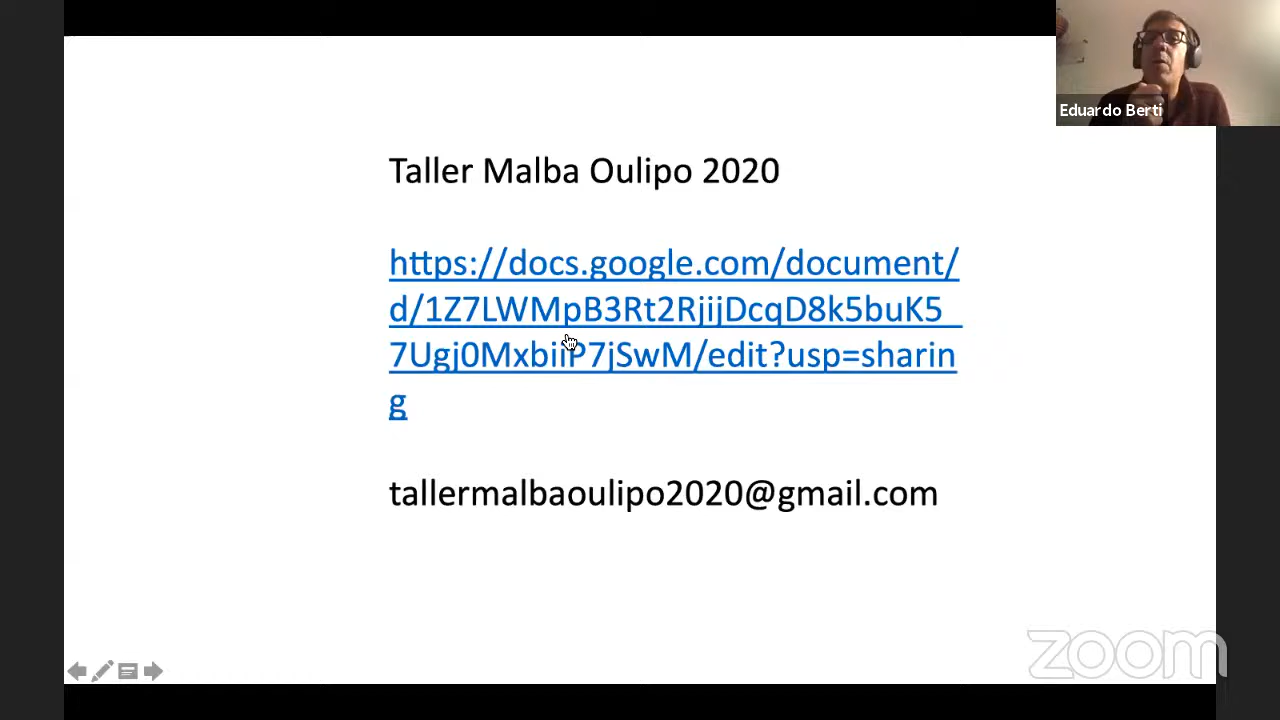 Eduardo Berti
Taller Malba Oulipo 2020
https://docs.google.com/document/
d/1Z7LWMpB3Rt2RjijDcqD8k5buK5_
7Ugj0MxbiiP7jSwM/edit?usp=sharin
g
tallermalbaoulipo2020@gmail.com
zoom